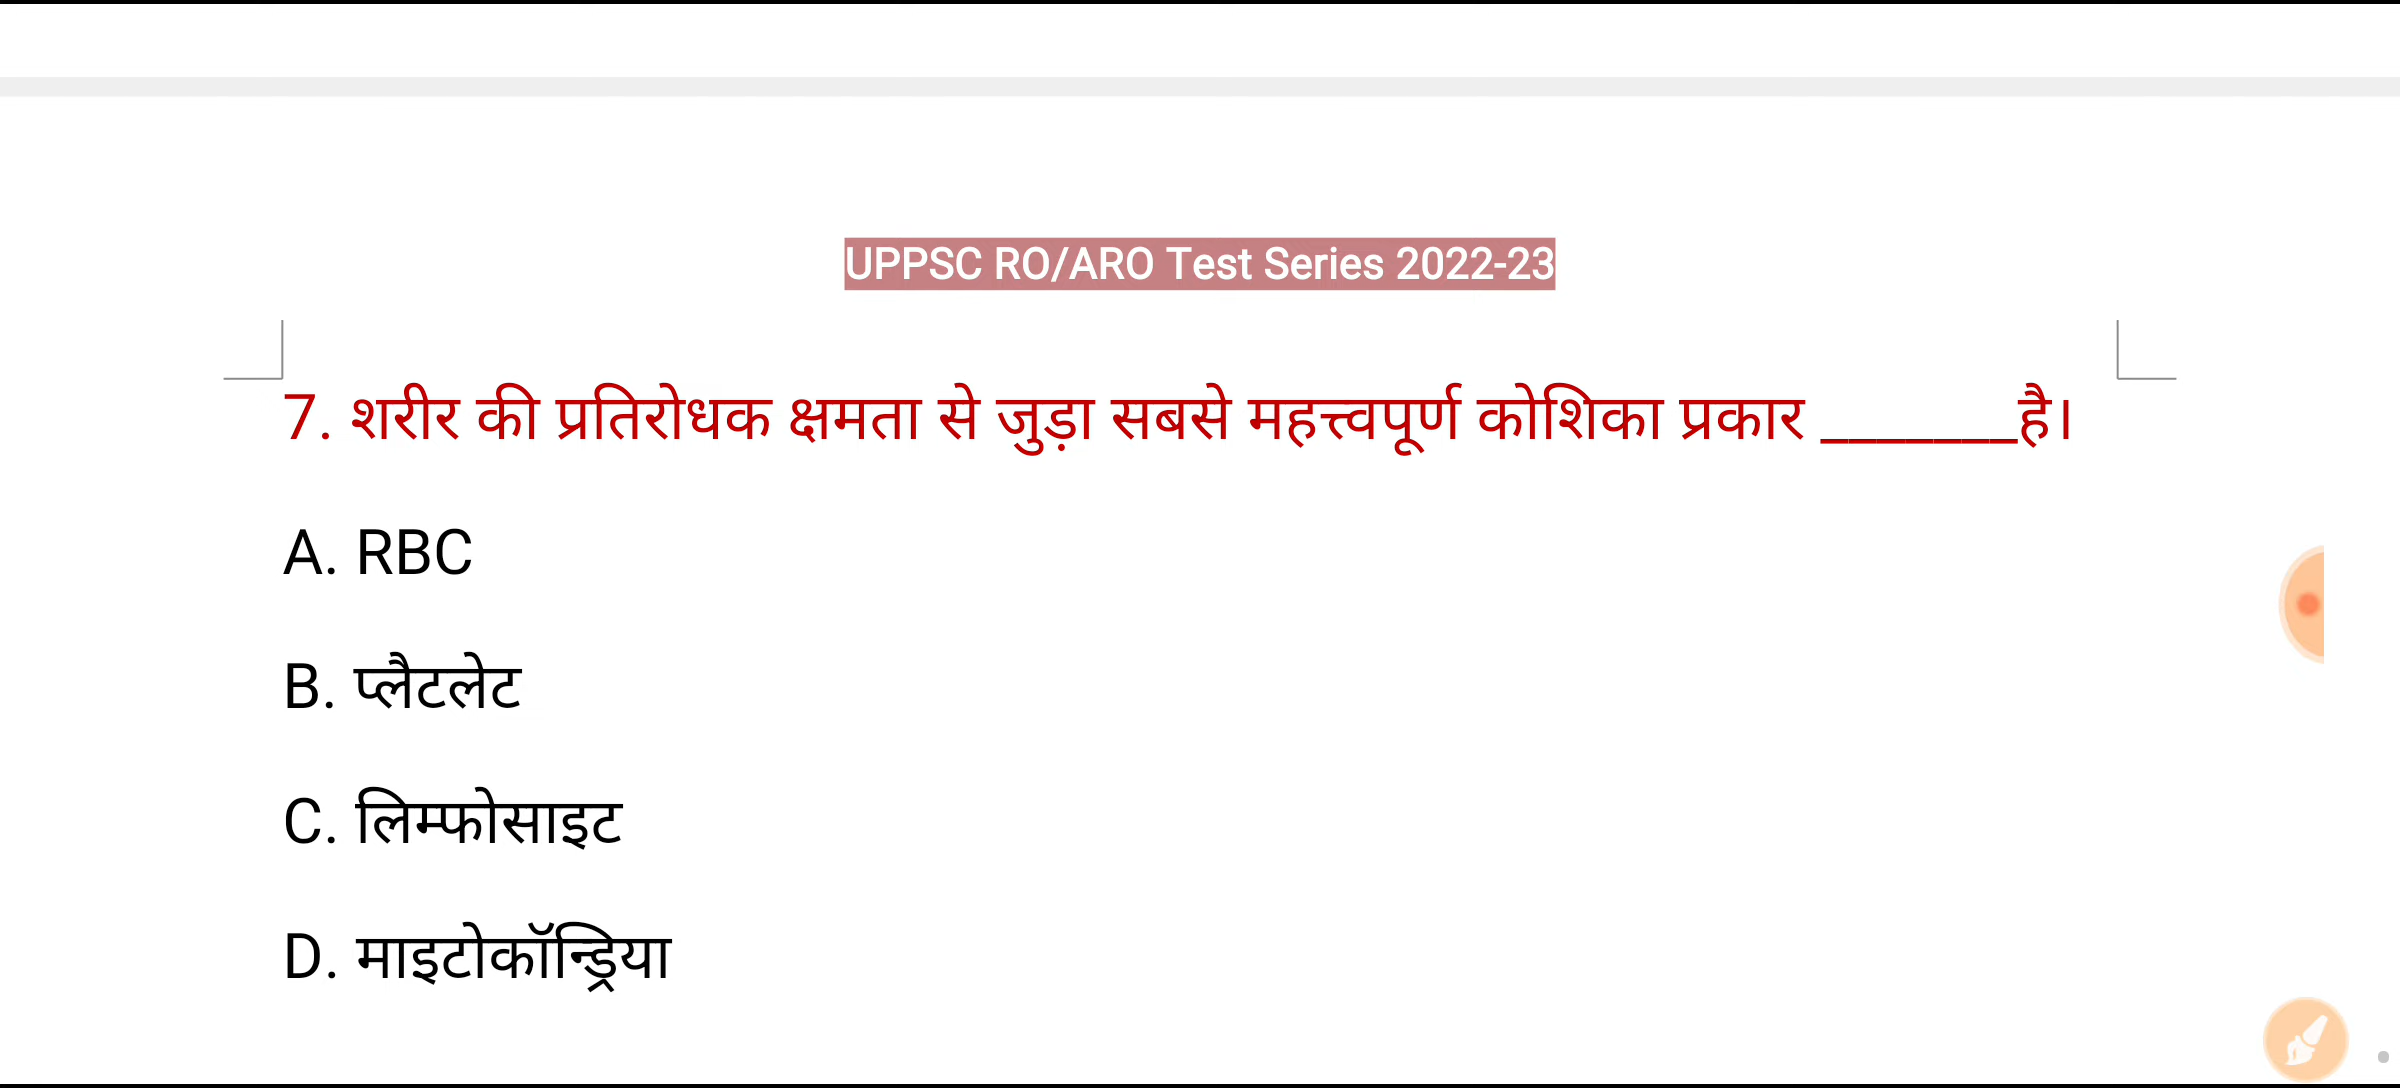 UPPSC RO/ARO Test Series 2022-23
7. शरीर की प्रतिरोधक क्षमता से जुड़ा सबसे महत्त्वपूर्ण कोशिका प्रकार _______है।
A. RBC
B. प्लैटलेट
C. लिम्फोसाइट
D. माइटोकॉन्ड्रिया